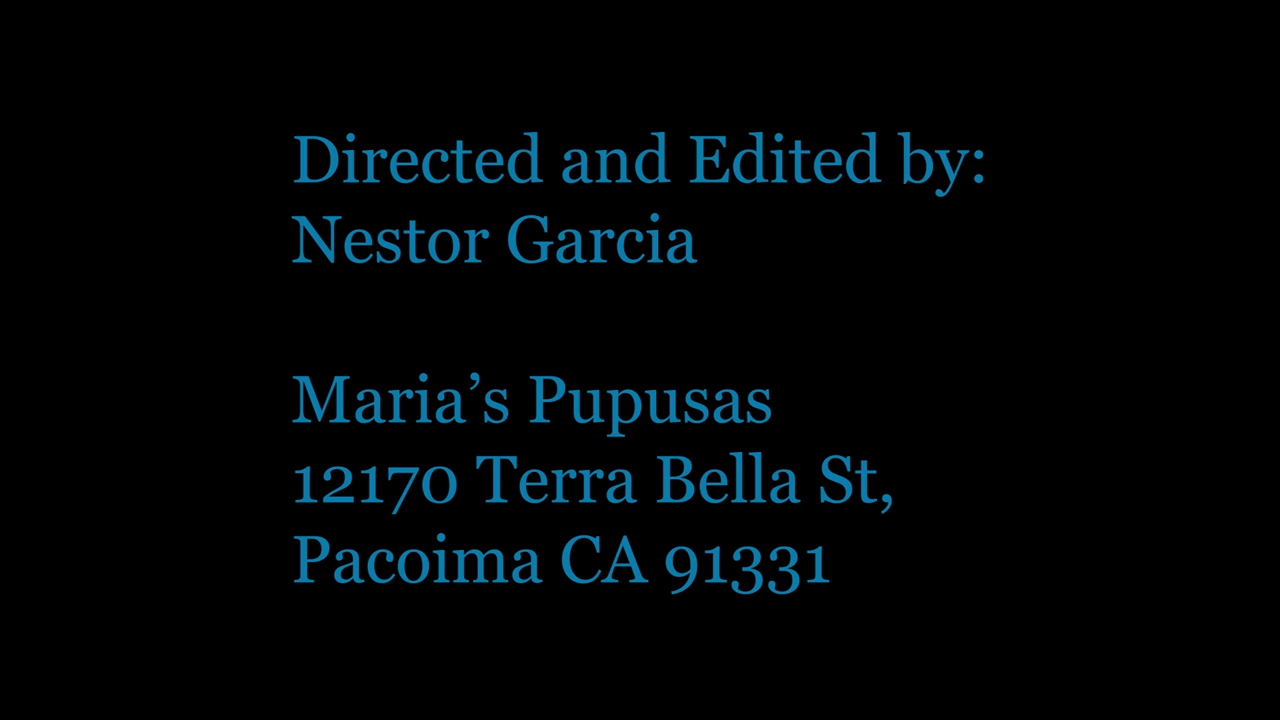 Directed and Edited by:
Nestor Garcia
Maria’s Pupusas
12170 Terra Bella St,
Pacoima CA 91331